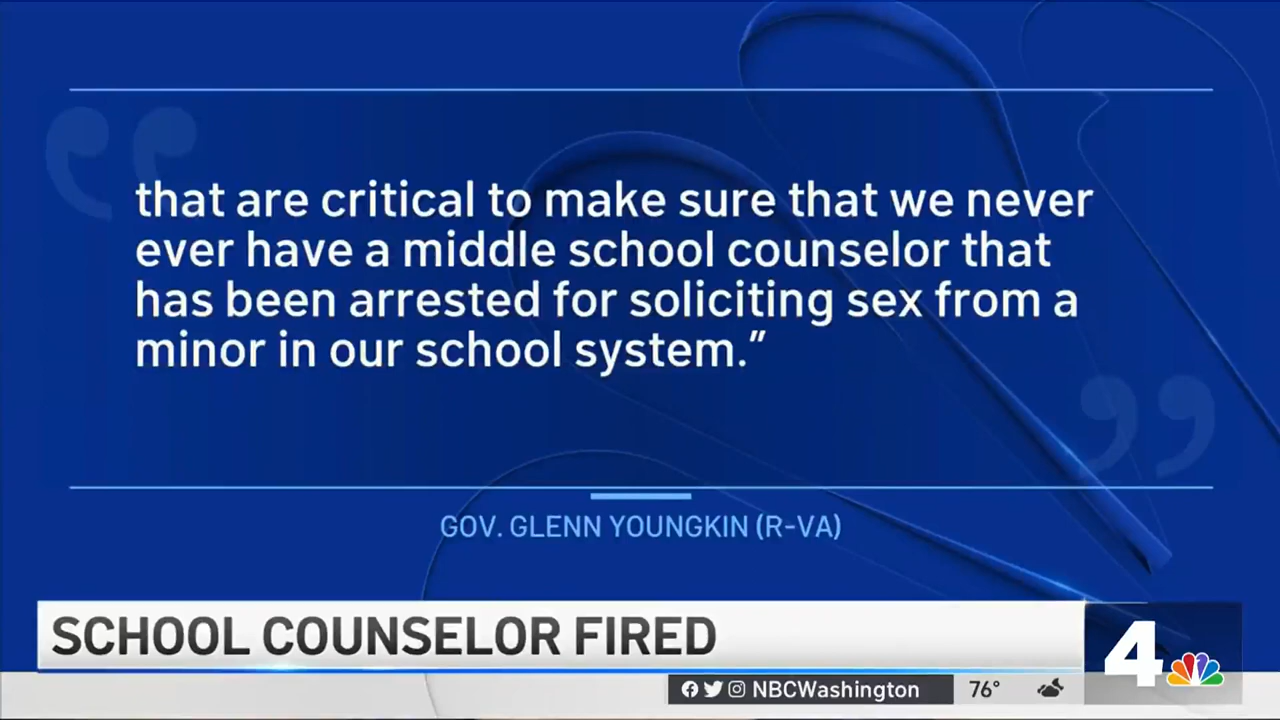 that are critical to make sure that we never
ever have a middle school counselor that
has been arrested for soliciting sex from a
minor in our school system.”
GOV. GLENN YOUNGKIN (R-VA)
SCHOOL COUNSELOR FIRED
4
NBCWashington 76°